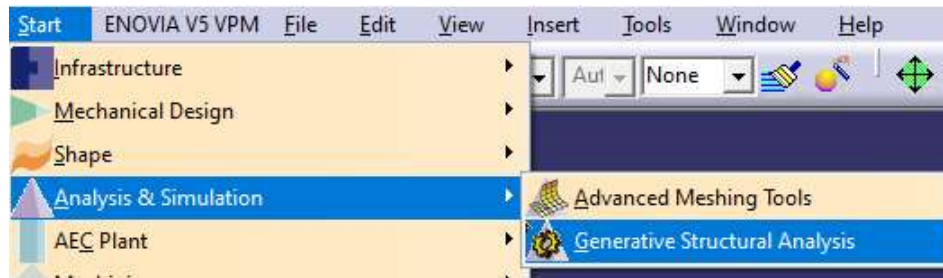 Start ENOVIA V5 VPM File Edit View Insert Tools Window Help
Infrastructure Aut None
Mechanical Design
Shape
Analysis & Simulation Advanced Meshing Tools
AEC Plant Generative Structural Analysis